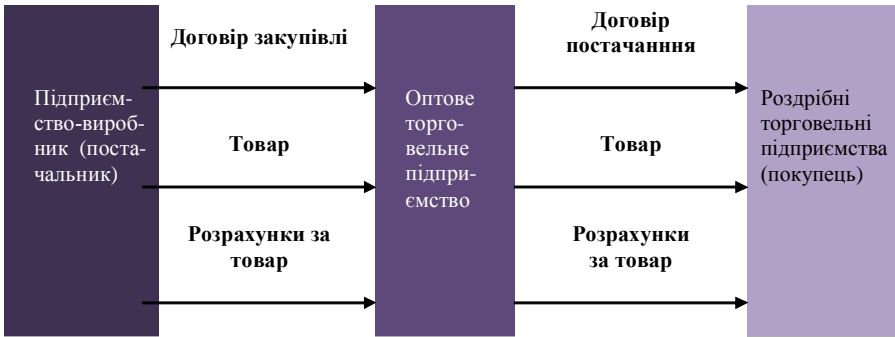 Підприєм-
ство-вироб-
ник (поста-
чальник)
Договір закупівлі
Товар
Розрахунки за
товар
Оптове
торго-
вельне
підпри-
ємство
Договір
постачанння
Товар
Розрахунки
за товар
Роздрібні
торговельні
підприємства
(покупець)